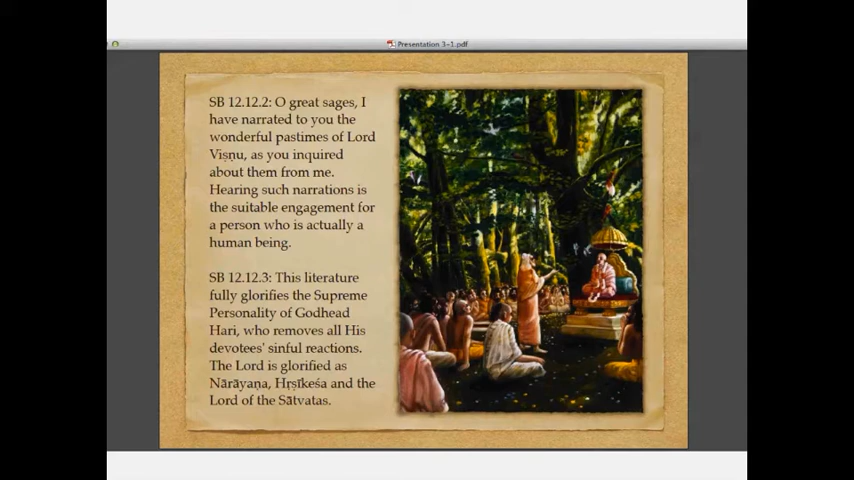 Presentation 3-1.pdf
SB 12.12.2: O great sages, I
have narrated to you the
wonderful pastimes of Lord
Viṣṇu, as you inquired
about them from me.
Hearing such narrations is
the suitable engagement for
a person who is actually a
human being.
SB 12.12.3: This literature
fully glorifies the Supreme
Personality of Godhead
Hari, who removes all His
devotees' sinful reactions.
The Lord is glorified as
Nārāyaṇa, Hṛṣīkeśa and the
Lord of the Sātvatas.